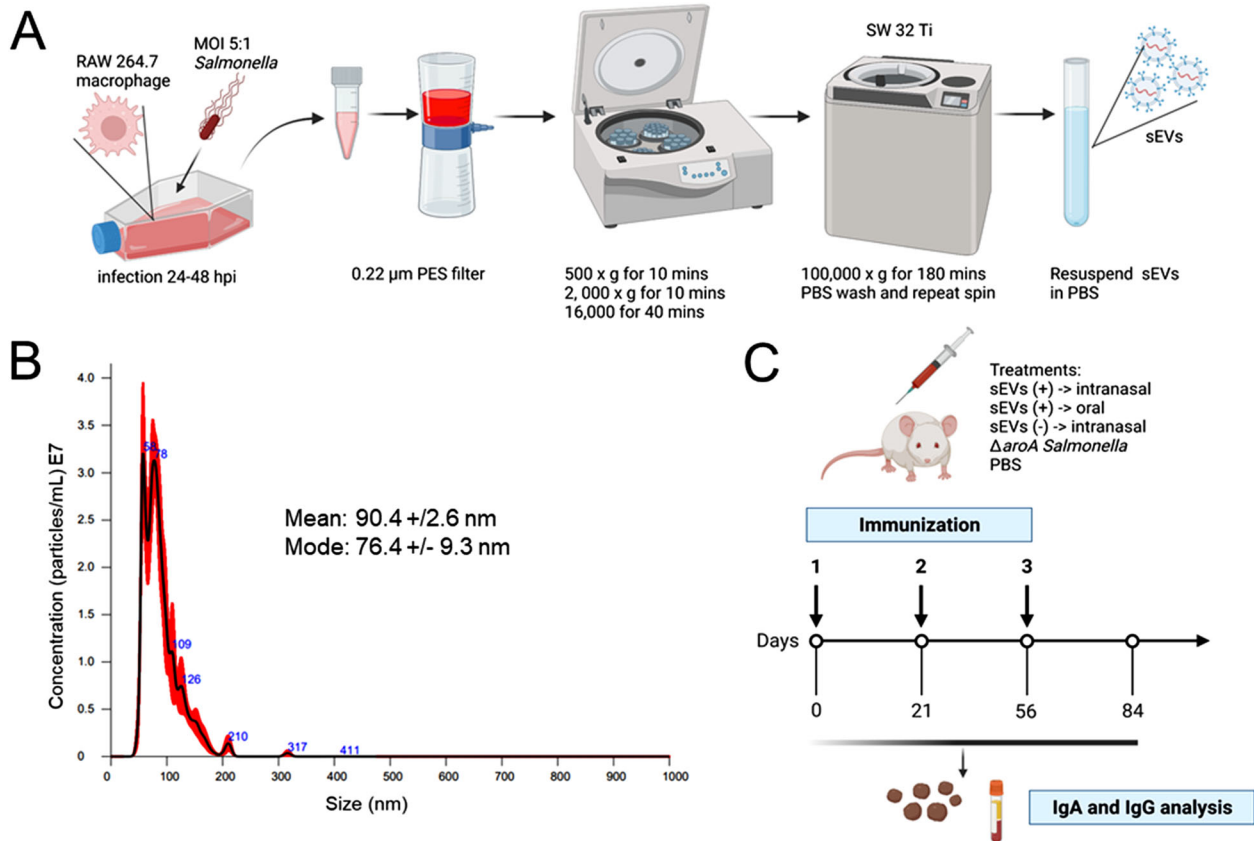 A
RAW 264.7
macrophage
MOI 5:1
Salmonella
SW 32 Ti
sEVs
infection 24-48 hpi
0.22 µm PES filter
500 x g for 10 mins
2, 000 x g for 10 mins
16,000 for 40 mins
100,000 x g for 180 mins
PBS wash and repeat spin
Resuspend sEVs
in PBS
B
Concentration (particles/mL) E7
4.0
3.5
3.0
2.5
2.0
1.5
1.0
0.5
0
58
78
109
126
210
317
411
Mean: 90.4 +/2.6 nm
Mode: 76.4 +/- 9.3 nm
0
100
200
300
400
500
600
700
800
900
1000
Size (nm)
C
Treatments:
sEVs (+) -> intranasal
sEVs (+) -> oral
sEVs (-) -> intranasal
ΔaroA Salmonella
PBS
Immunization
1
2
3
Days
0
21
56
84
IgA and IgG analysis